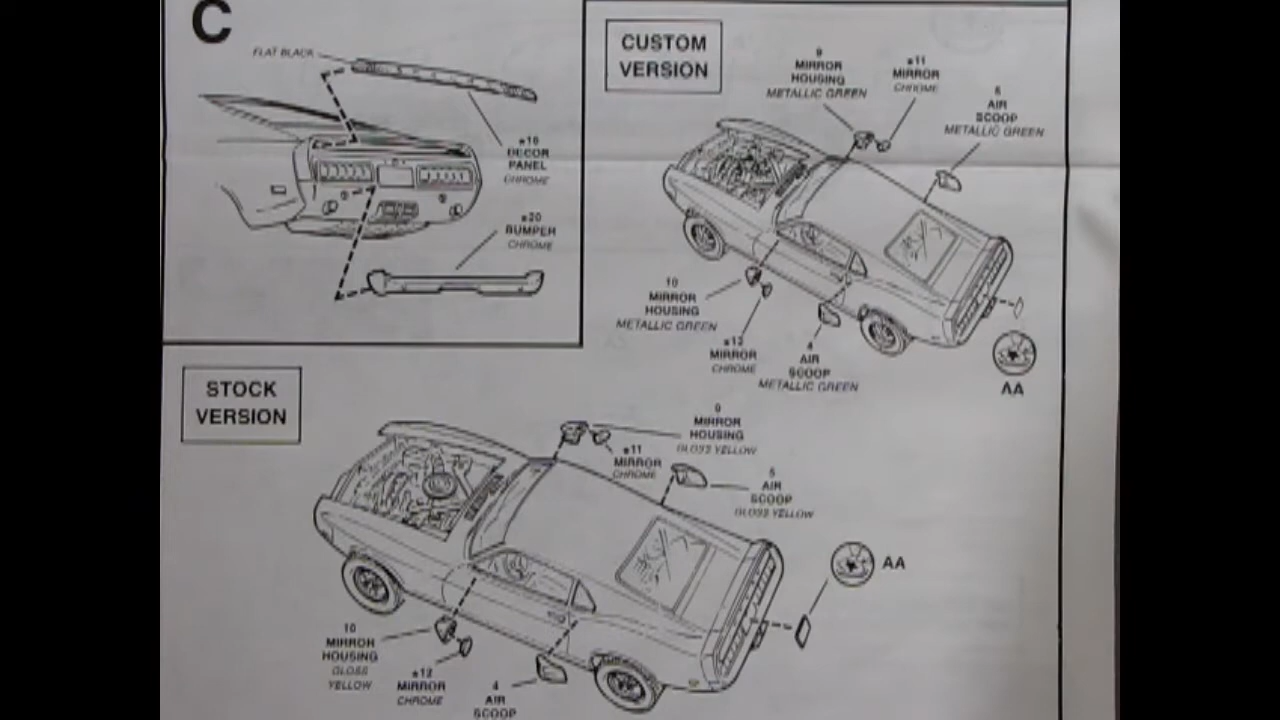 C
FLAT BLACK
*16
DECOR
PANEL
CHROME
*20
BUMPER
CHROME
CUSTOM
VERSION
9
MIRROR
HOUSING
METALLIC GREEN
*11
MIRROR
CHROME
5
AIR
SCOOP
METALLIC GREEN
10
MIRROR
HOUSING
METALLIC GREEN
*12
MIRROR
CHROME
4
AIR
SCOOP
METALLIC GREEN
AA
STOCK
VERSION
9
MIRROR
HOUSING
GLOSS YELLOW
*11
MIRROR
CHROME
5
AIR
SCOOP
GLOSS YELLOW
AA
10
MIRROR
HOUSING
GLOSS
YELLOW
*12
MIRROR
CHROME
4
AIR
SCOOP